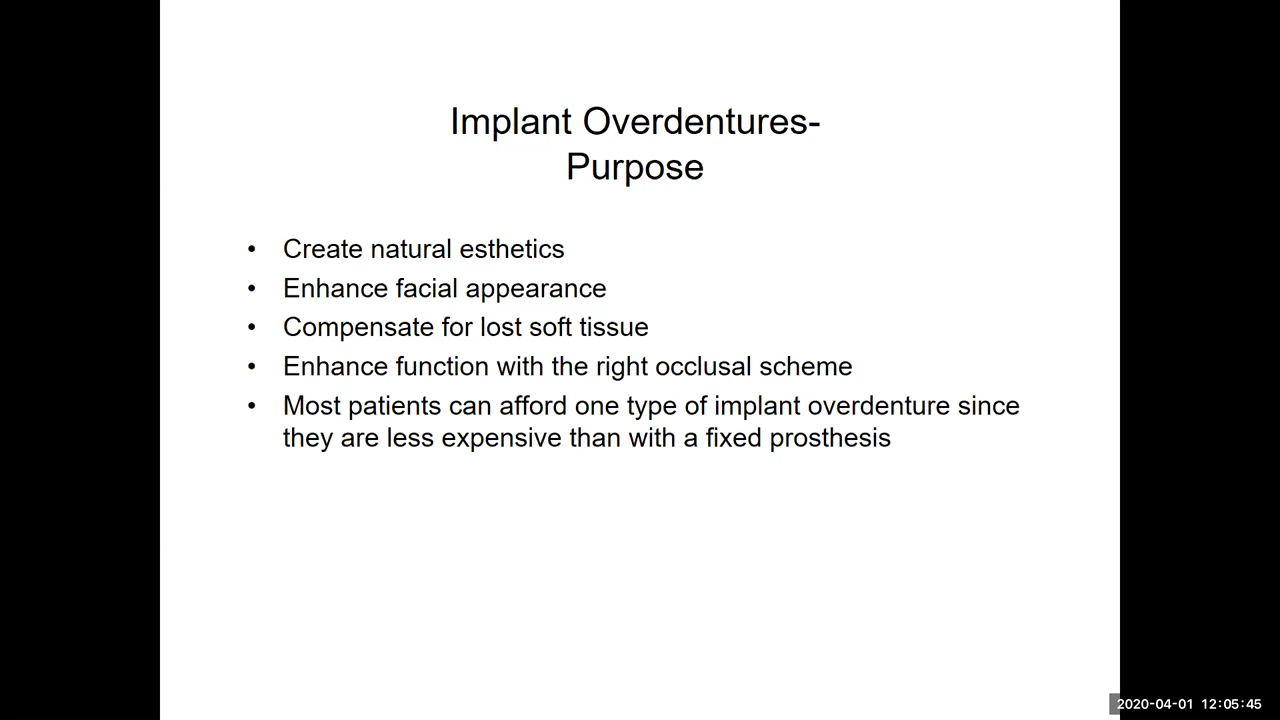 Implant Overdentures-
Purpose
• Create natural esthetics
• Enhance facial appearance
• Compensate for lost soft tissue
• Enhance function with the right occlusal scheme
• Most patients can afford one type of implant overdenture since
they are less expensive than with a fixed prosthesis
2020-04-01 12:05:45